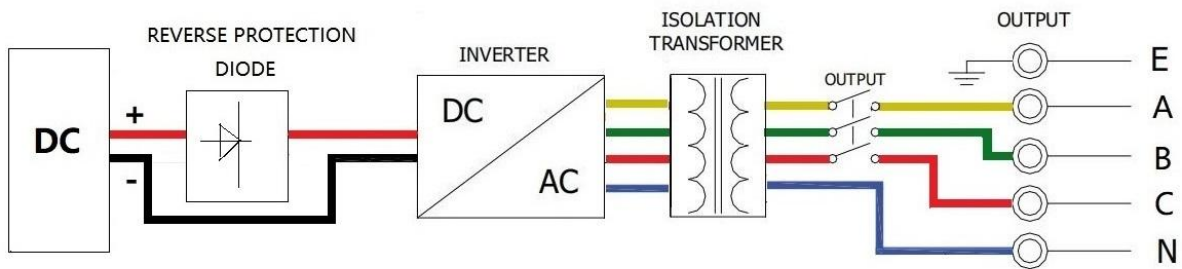 REVERSE PROTECTION
DIODE
INVERTER
ISOLATION
TRANSFORMER
OUTPUT
OUTPUT
DC
+
-
DC
AC
E
A
B
C
N